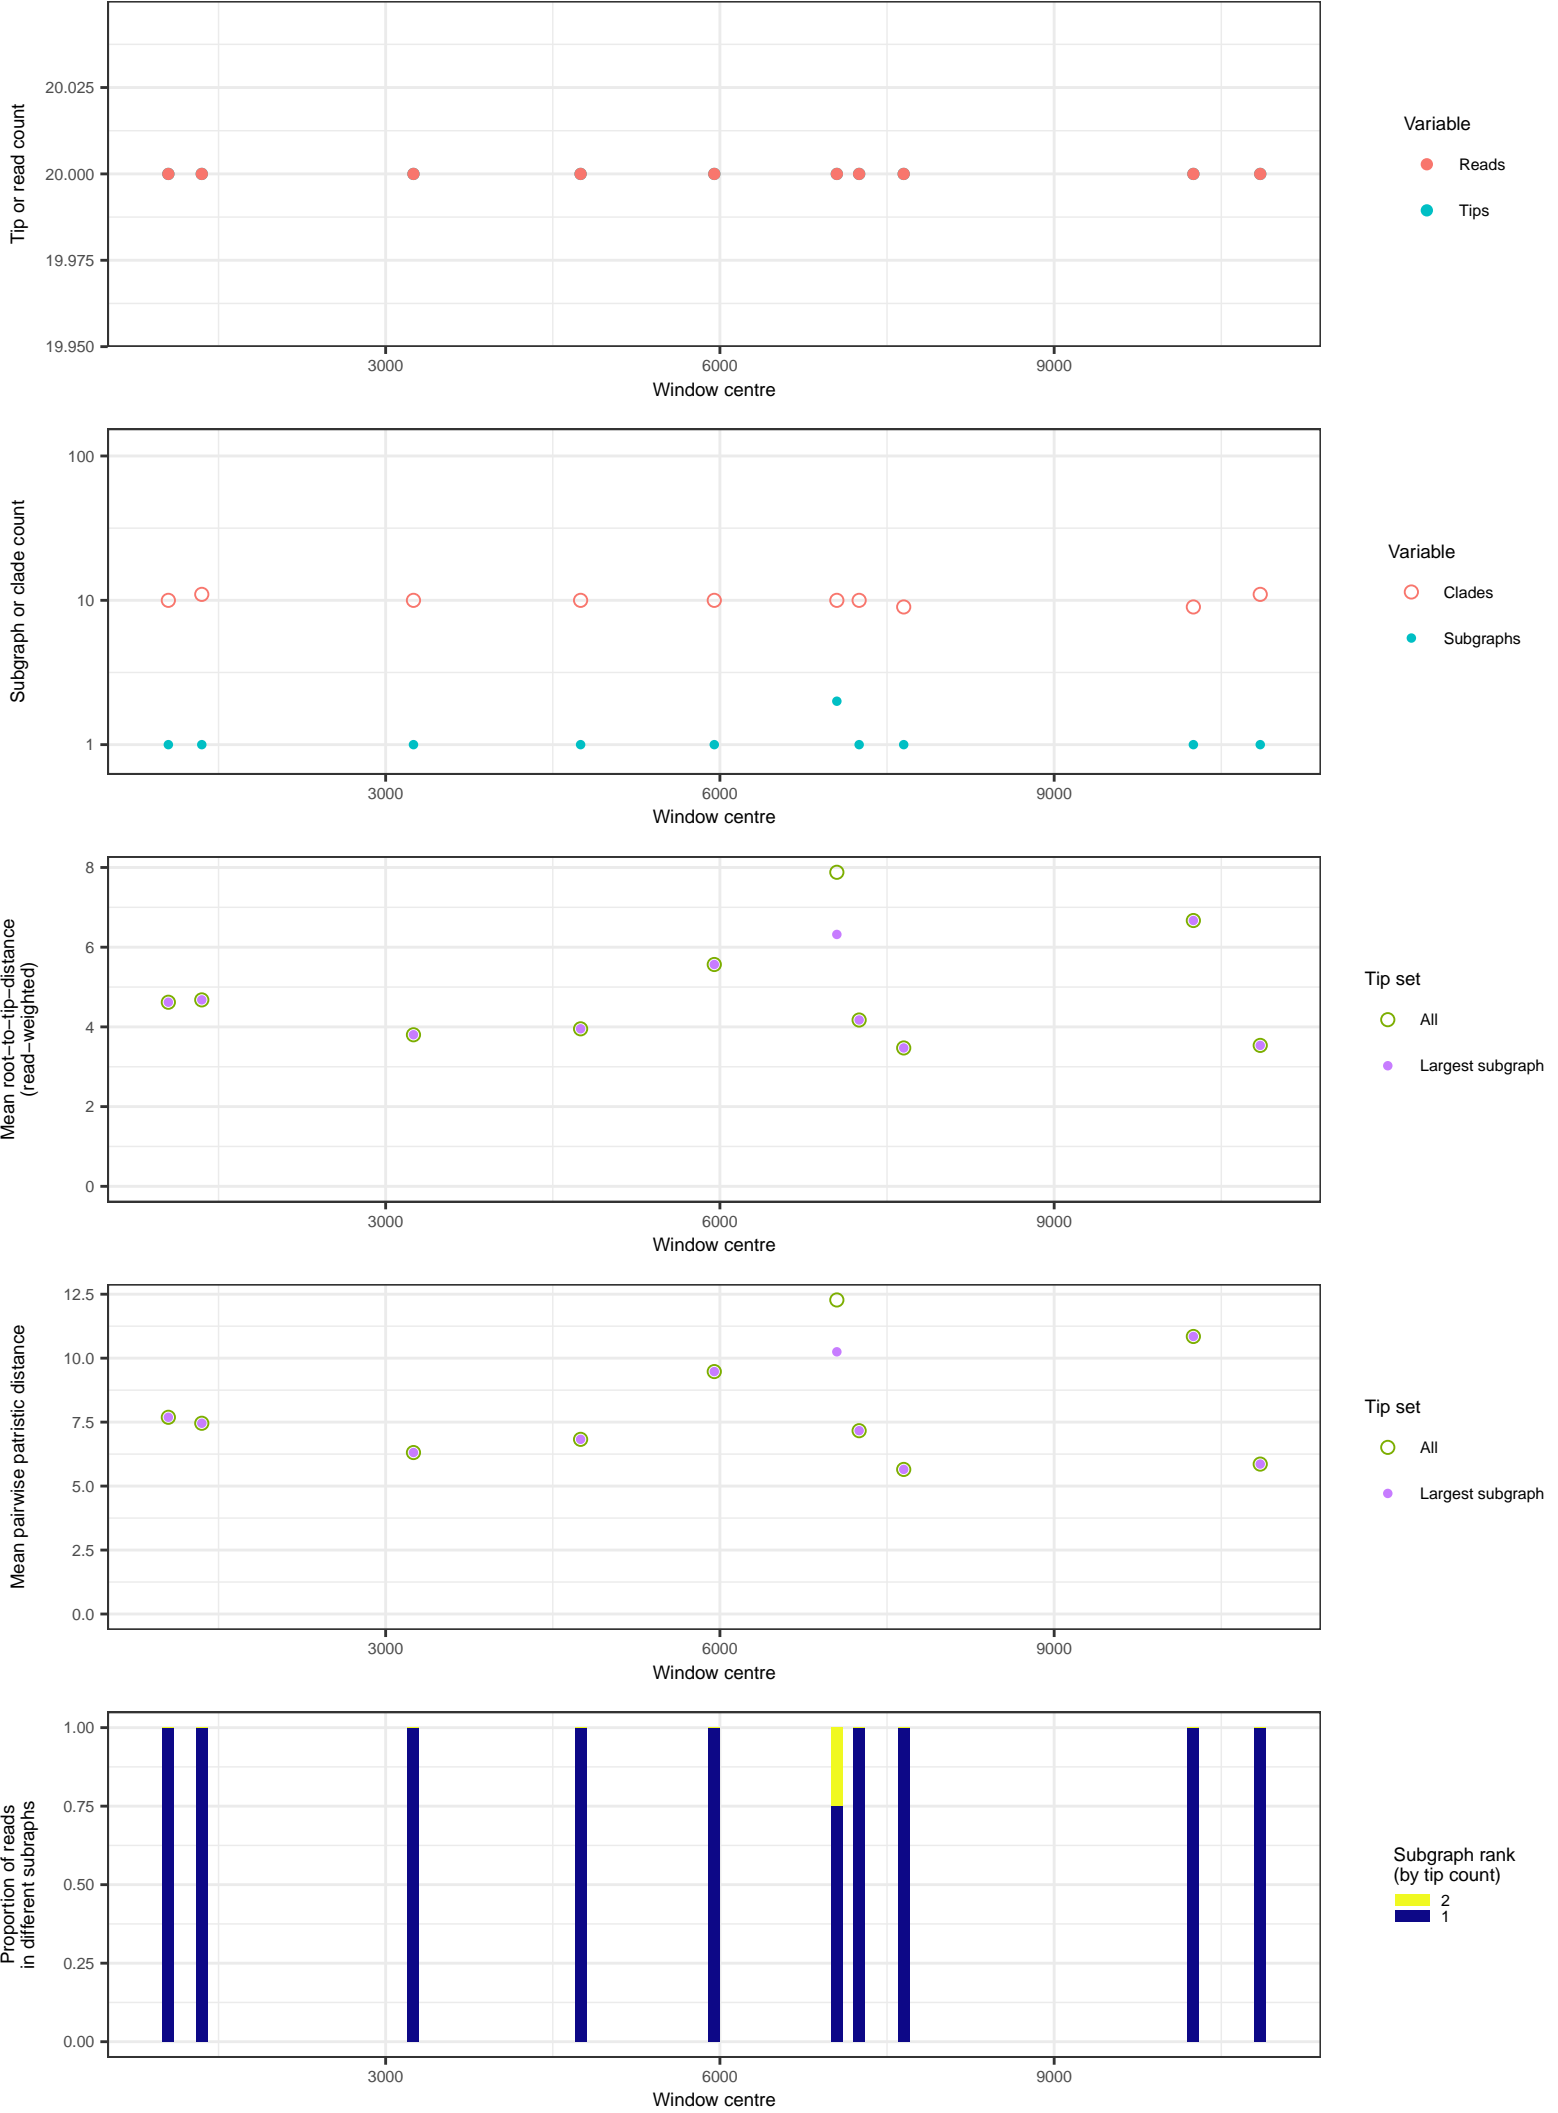 Tip or read count
20.025
20.000
19.975
19.950
3000
6000
9000
Window centre
Variable
Reads
Tips
Subgraph or clade count
100
10
1
3000
6000
9000
Window centre
Variable
Clades
Subgraphs
Mean root−to−tip−distance
(read−weighted)
8
6
4
2
0
3000
6000
9000
Window centre
Tip set
All
Largest subgraph
Mean pairwise patristic distance
12.5
10.0
7.5
5.0
2.5
0.0
3000
6000
9000
Window centre
Tip set
All
Largest subgraph
Proportion of reads
in different subraphs
1.00
0.75
0.50
0.25
0.00
3000
6000
9000
Window centre
Subgraph rank
(by tip count)
2
1